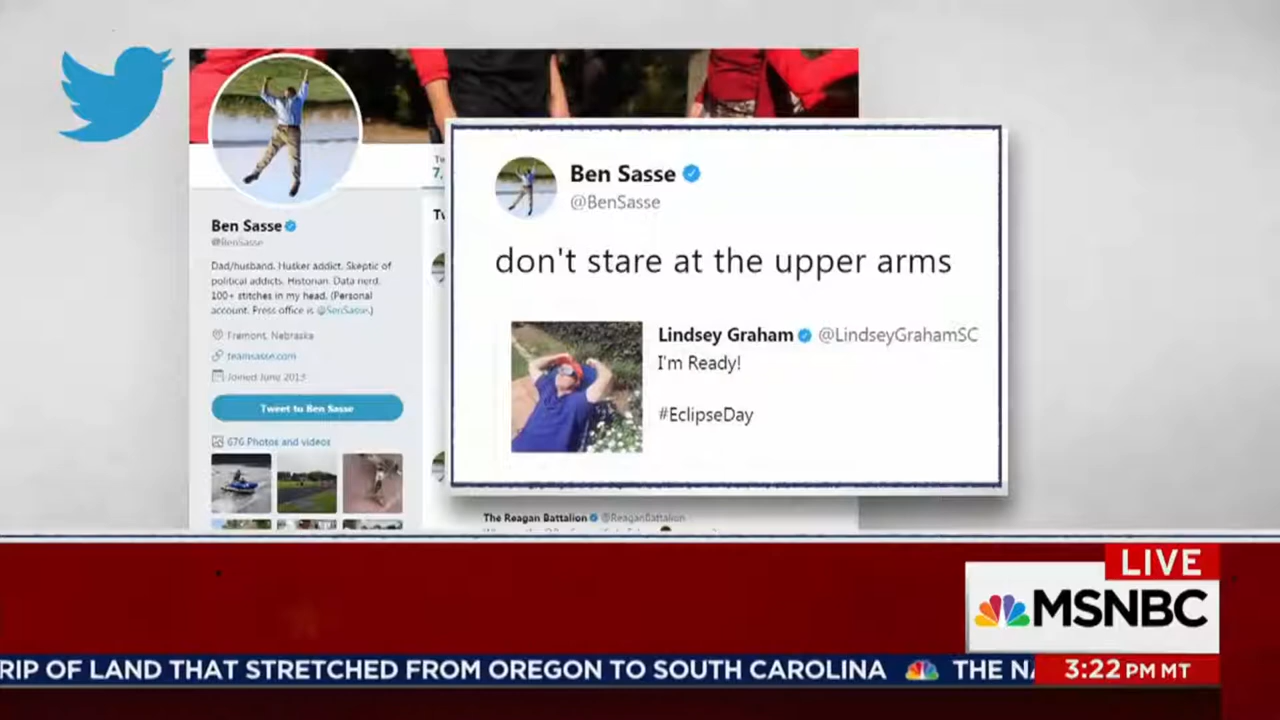 Ben Sasse
@BenSasse
Dad/husband. Husker addict. Skeptic of
political addicts. Historian. Data nerd.
100+ stitches in my head. (Personal
account. Press office is @SenSasse.)
Fremont, Nebraska
teamsasse.com
Joined June 2013
Tweet to Ben Sasse
676 Photos and videos
7,
Ben Sasse
@BenSasse
don't stare at the upper arms
Lindsey Graham @LindseyGrahamSC
I'm Ready!
#EclipseDay
The Reagan Battalion @ReaganBattalion
LIVE
MSNBC
RIP OF LAND THAT STRETCHED FROM OREGON TO SOUTH CAROLINA THE NA
3:22 PM MT